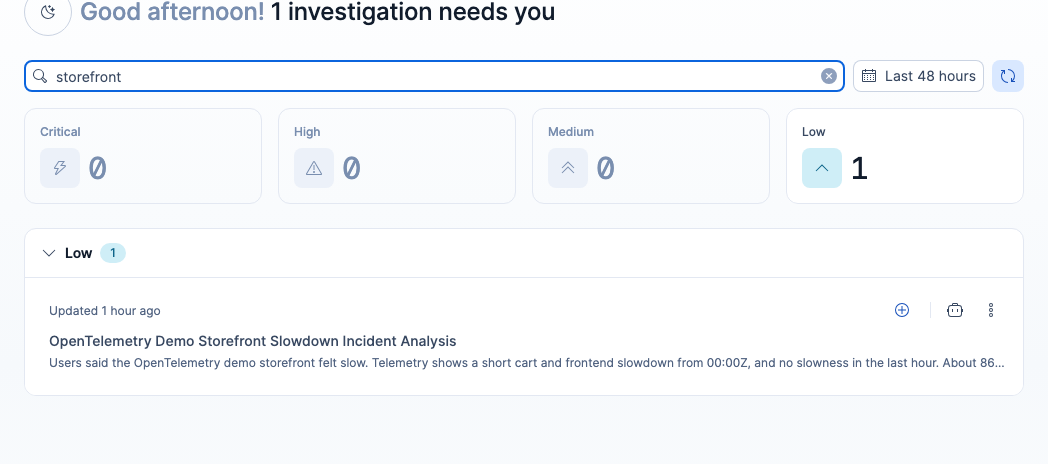 Good afternoon! 1 investigation needs you
storefront
Last 48 hours
Critical
0
High
0
Medium
0
Low
1
Low 1
Updated 1 hour ago
OpenTelemetry Demo Storefront Slowdown Incident Analysis
Users said the OpenTelemetry demo storefront felt slow. Telemetry shows a short cart and frontend slowdown from 00:00Z, and no slowness in the last hour. About 86...